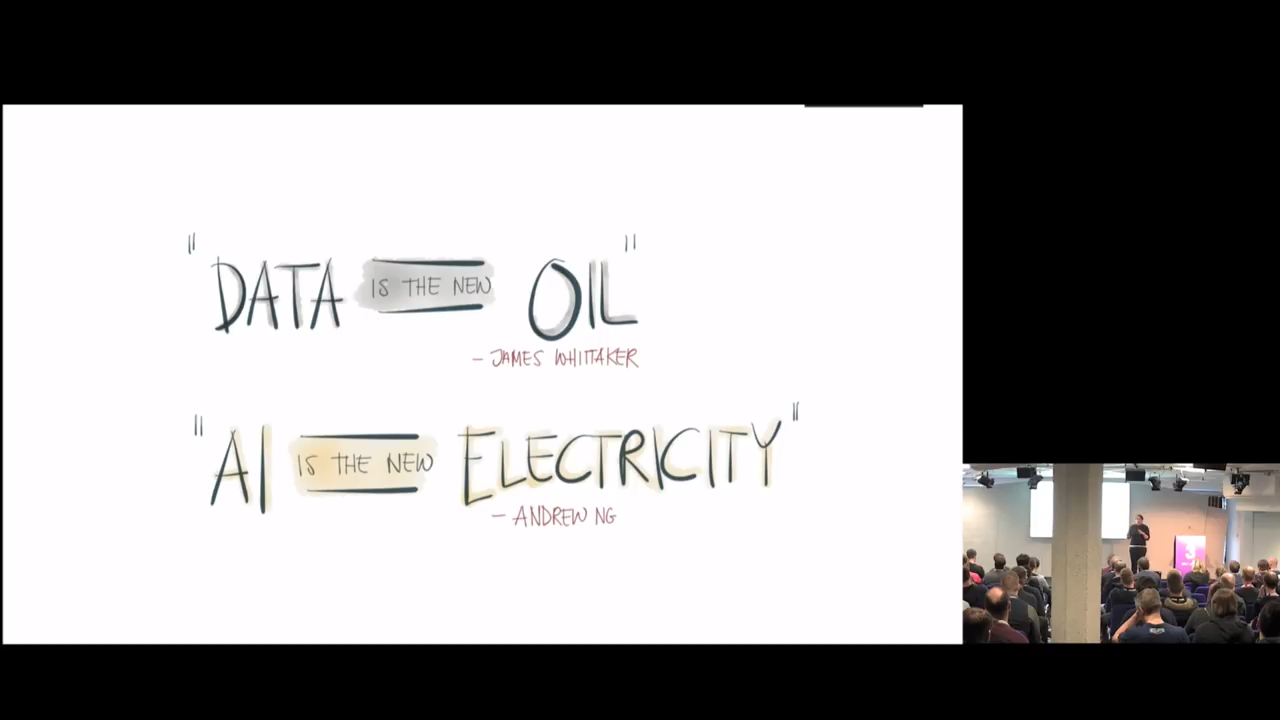 "DATA IS THE NEW OIL"
– JAMES WHITTAKER
"AI IS THE NEW ELECTRICITY"
– ANDREW NG